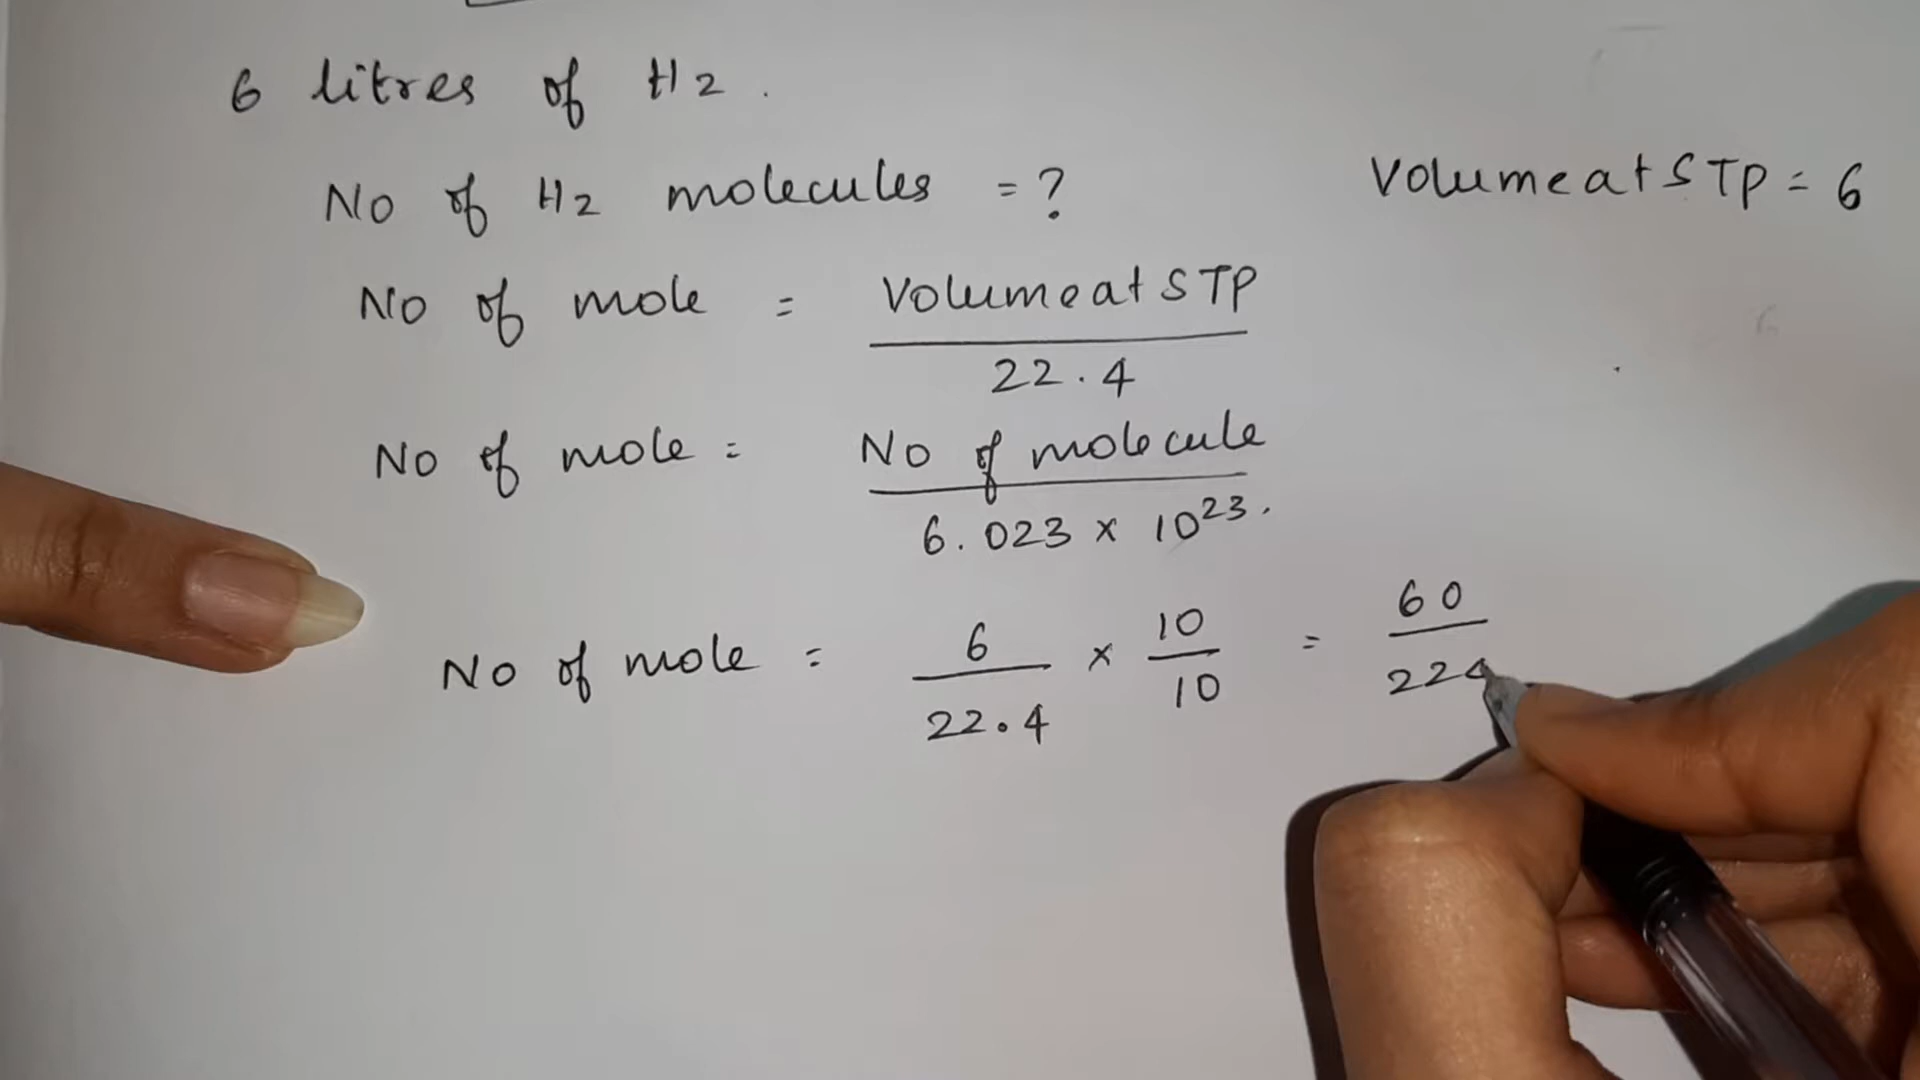 6 litres of H2.
No of H2 molecules = ?
Volume at STP = 6
No of mole = Volume at STP / 22.4
No of mole = No of molecule / 6.023 x 10^23.
No of mole = 6 / 22.4 x 10 / 10 = 60 / 224